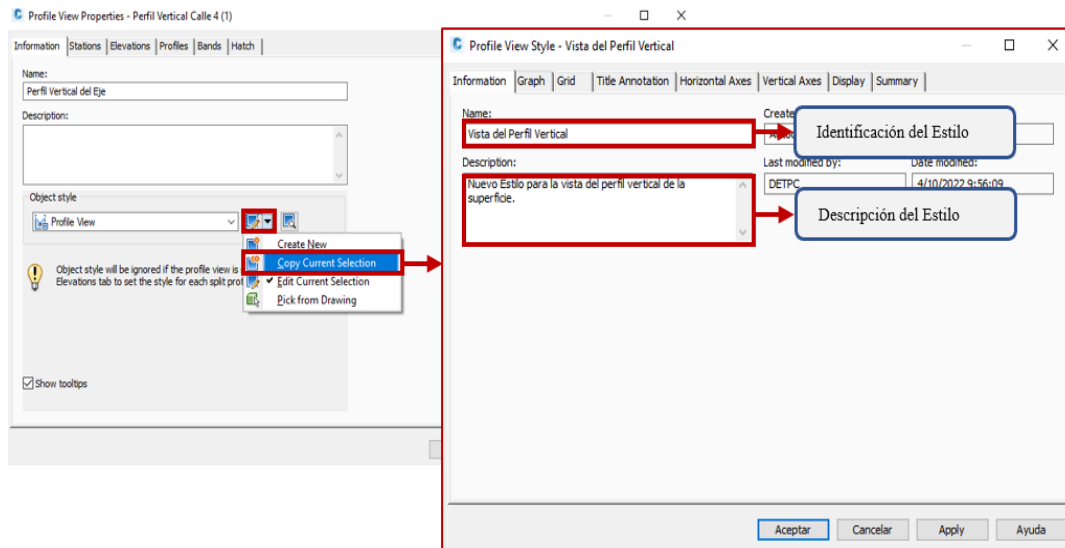 Profile View Properties - Perfil Vertical Calle 4 (1)
Information Stations Elevations Profiles Bands Hatch
Name:
Perfil Vertical del Eje
Description:
Object style
Profile View
Create New
Copy Current Selection
Edit Current Selection
Pick from Drawing
Object style will be ignored if the profile view is
Elevations tab to set the style for each split
Show tooltips
Profile View Style - Vista del Perfil Vertical
Information Graph Grid Title Annotation Horizontal Axes Vertical Axes Display Summary
Name:
Vista del Perfil Vertical
Identificación del Estilo
Description:
Last modified by:
Date modified:
Nuevo Estilo para la vista del perfil vertical de la
superficie.
DETPC
4/10/2022 9:56:09
Descripción del Estilo
Aceptar Cancelar Apply Ayuda